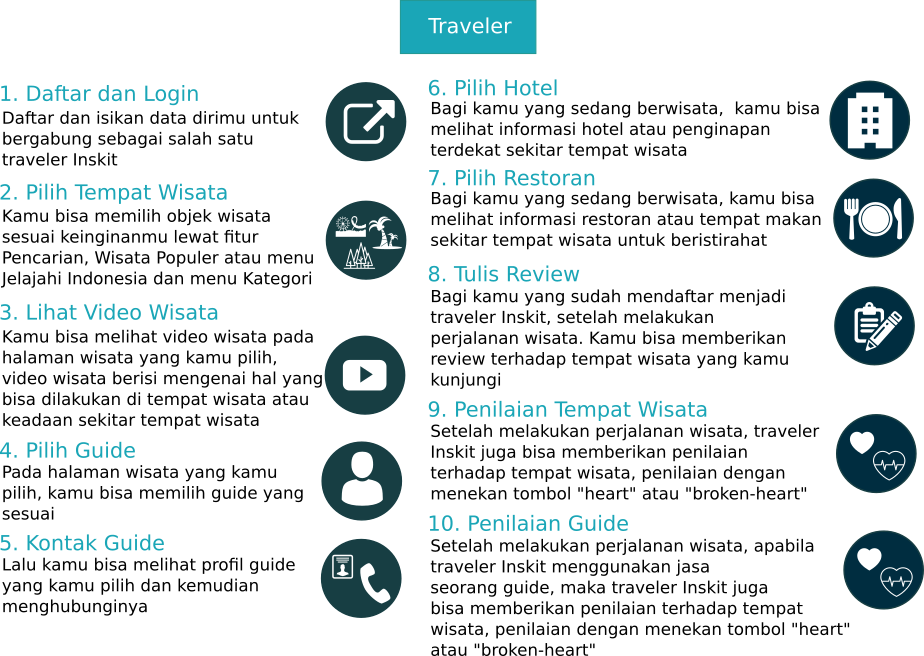 Traveler
1. Daftar dan Login
Daftar dan isikan data dirimu untuk
bergabung sebagai salah satu
traveler Inskit
2. Pilih Tempat Wisata
Kamu bisa memilih objek wisata
sesuai keinginanmu lewat fitur
Pencarian, Wisata Populer atau menu
Jelajahi Indonesia dan menu Kategori
3. Lihat Video Wisata
Kamu bisa melihat video wisata pada
halaman wisata yang kamu pilih,
video wisata berisi mengenai hal yang
bisa dilakukan di tempat wisata atau
keadaan sekitar tempat wisata
4. Pilih Guide
Pada halaman wisata yang kamu
pilih, kamu bisa memilih guide yang
sesuai
5. Kontak Guide
Lalu kamu bisa melihat profil guide
yang kamu pilih dan kemudian
menghubunginya
6. Pilih Hotel
Bagi kamu yang sedang berwisata,  kamu bisa
melihat informasi hotel atau penginapan
terdekat sekitar tempat wisata
7. Pilih Restoran
Bagi kamu yang sedang berwisata, kamu bisa
melihat informasi restoran atau tempat makan
sekitar tempat wisata untuk beristirahat
8. Tulis Review
Bagi kamu yang sudah mendaftar menjadi
traveler Inskit, setelah melakukan
perjalanan wisata. Kamu bisa memberikan
review terhadap tempat wisata yang kamu
kunjungi
9. Penilaian Tempat Wisata
Setelah melakukan perjalanan wisata, traveler
Inskit juga bisa memberikan penilaian
terhadap tempat wisata, penilaian dengan
menekan tombol "heart" atau "broken-heart"
10. Penilaian Guide
Setelah melakukan perjalanan wisata, apabila
traveler Inskit menggunakan jasa
seorang guide, maka traveler Inskit juga
bisa memberikan penilaian terhadap tempat
wisata, penilaian dengan menekan tombol "heart"
atau "broken-heart"